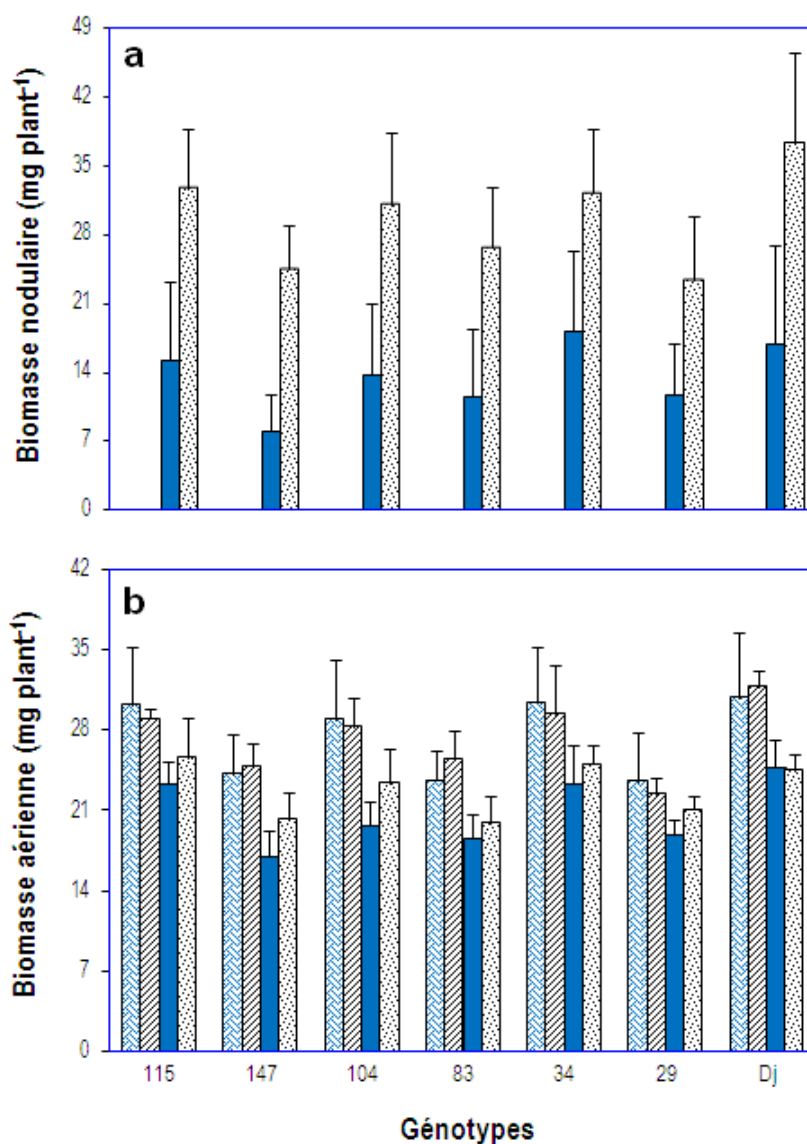 a
Biomasse nodulaire (mg plant⁻¹)
49
42
35
28
21
14
7
0
b
Biomasse aérienne (mg plant⁻¹)
42
35
28
21
14
7
0
115 147 104 83 34 29 Dj
Génotypes